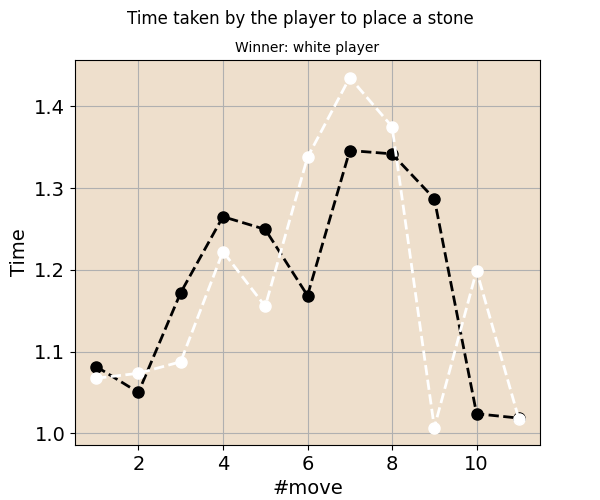 Time taken by the player to place a stone
Winner: white player
1.4
1.3
1.2
1.1
1.0
Time
2 4 6 8 10
#move